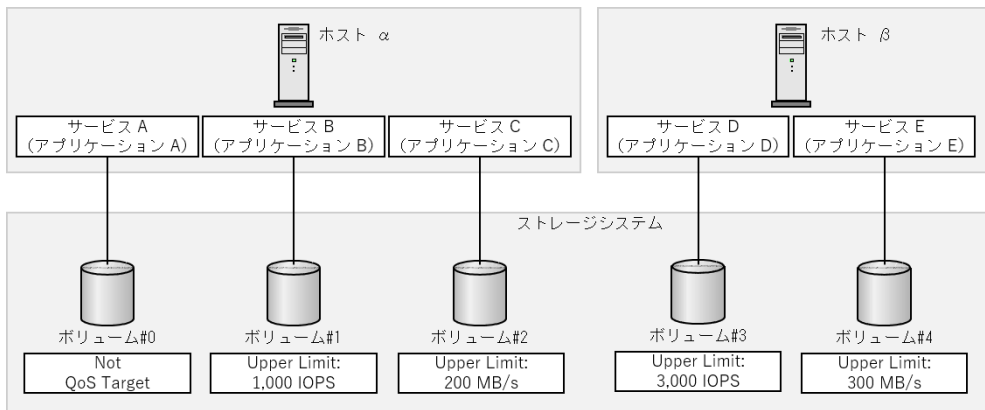 ホスト α
ホスト β
サービス A
(アプリケーション A)
サービス B
(アプリケーション B)
サービス C
(アプリケーション C)
サービス D
(アプリケーション D)
サービス E
(アプリケーション E)
ストレージシステム
ボリューム#0
ボリューム#1
ボリューム#2
ボリューム#3
ボリューム#4
Not
QoS Target
Upper Limit:
1,000 IOPS
Upper Limit:
200 MB/s
Upper Limit:
3,000 IOPS
Upper Limit:
300 MB/s